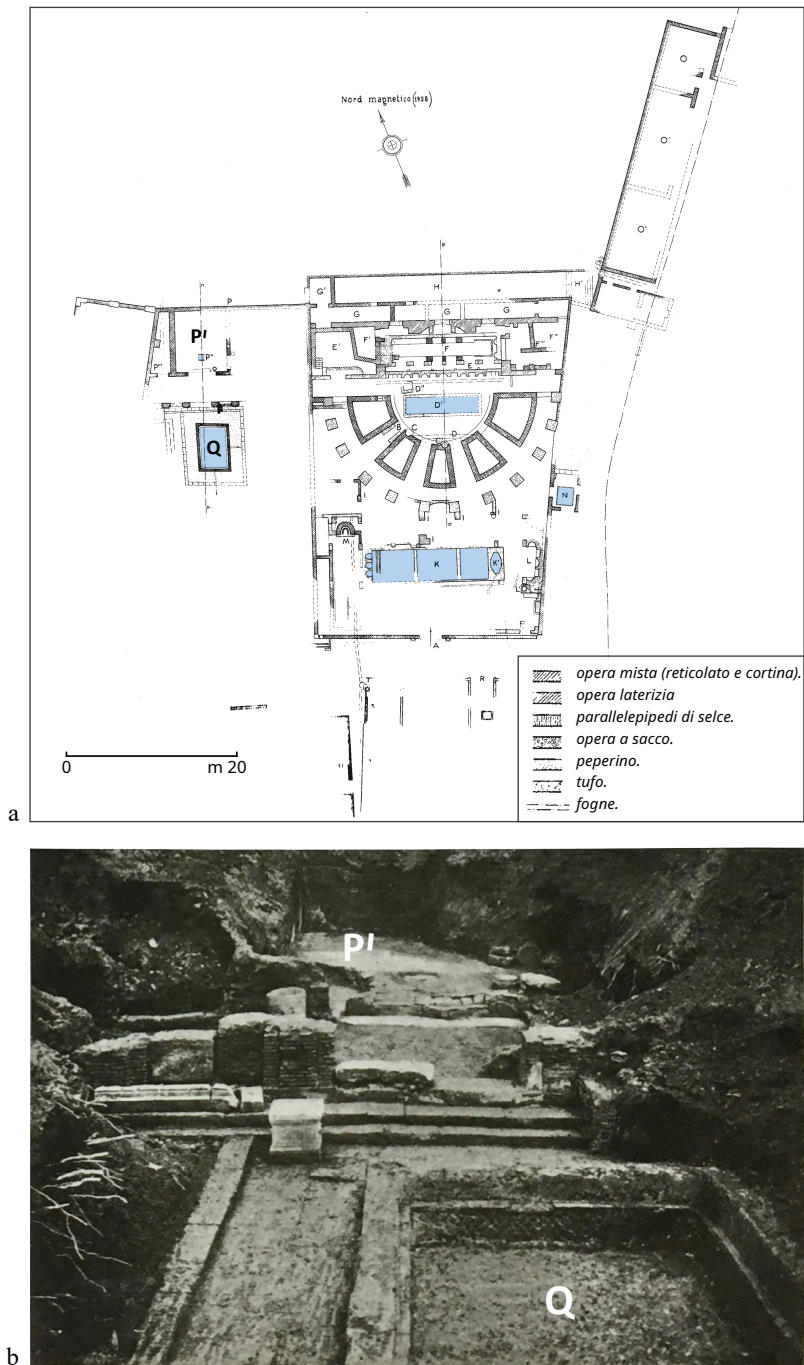 Nord magnetico (1928)
O
O'
O"
P
H
H'
G'
G
G
G
P'
P"
P'''
E'
F'
F
F"
F'''
E
D"
D'
B
C
D
Q
N
M
K
K'
L
F
A
T
R
opera mista (reticolato e cortina).
opera laterizia
parallelepipedi di selce.
opera a sacco.
peperino.
tufo.
fogne.
0
m 20
a
P'
Q
b